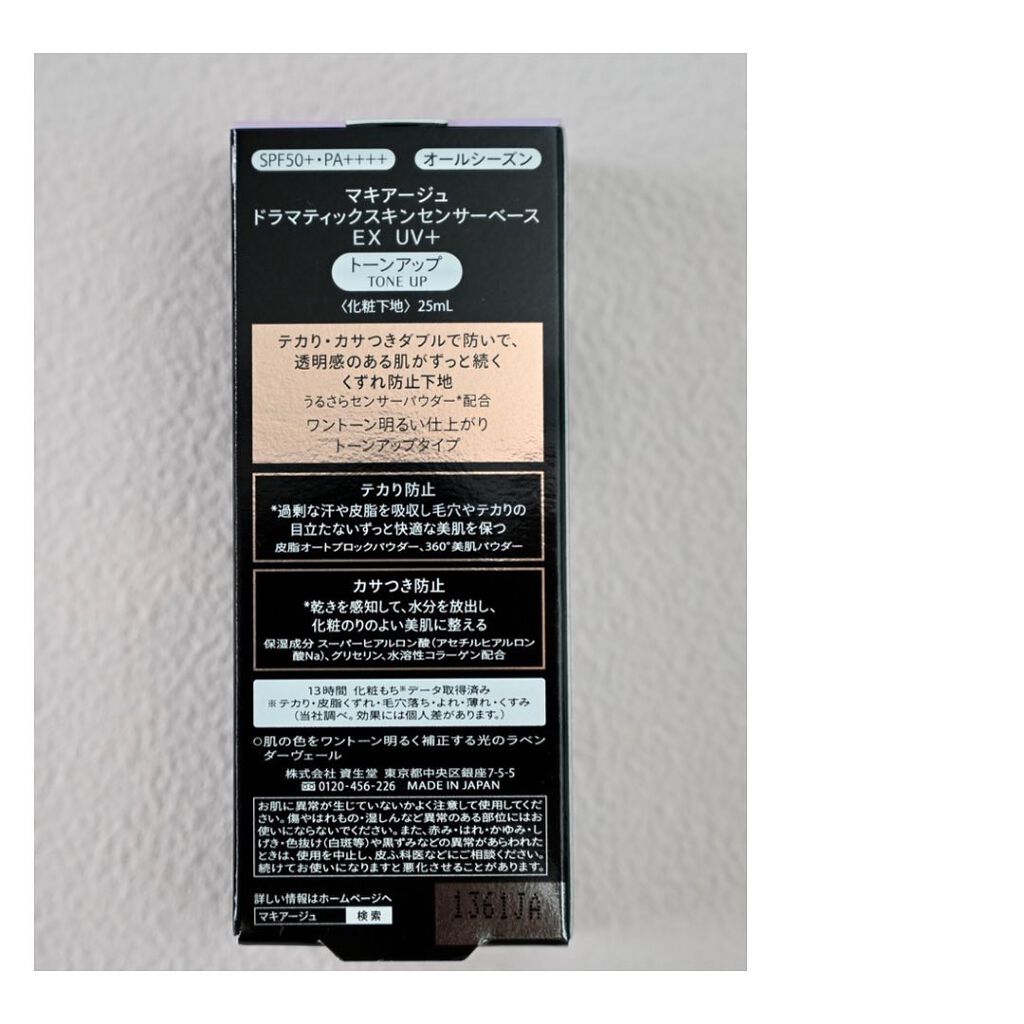 SPF50+・PA++++ オールシーズン
マキアージュ
ドラマティックスキンセンサーベース
EX UV+
トーンアップ
TONE UP
〈化粧下地〉25mL
テカリ・カサつきダブルで防いで、
透明感のある肌がずっと続く
くずれ防止下地
うるさらセンサーパウダー*配合
ワントーン明るい仕上がり
トーンアップタイプ
テカり防止
*過剰な汗や皮脂を吸収し毛穴やテカリの
目立たないずっと快適な美肌を保つ
皮脂オートブロックパウダー、360°美肌パウダー
カサつき防止
*乾きを感知して、水分を放出し、
化粧のりのよい美肌に整える
保湿成分 スーパーヒアルロン酸(アセチルヒアルロン
酸Na)、グリセリン、水溶性コラーゲン配合
13時間 化粧もち※データ取得済み
※テカリ・皮脂くずれ・毛穴落ち・よれ・薄れ・くすみ
(当社調べ。効果には個人差があります。)
○肌の色をワントーン明るく補正する光のラベン
ダーヴェール
株式会社 資生堂 東京都中央区銀座7-5-5
0120-456-226 MADE IN JAPAN
お肌に異常が生じていないかよく注意して使用してくだ
さい。傷やはれもの・湿しんなど異常のある部位にはお
使いにならないでください。また、赤み・はれ・かゆみ・し
げき・色抜け(白斑等)や黒ずみなどの異常があらわれた
ときは、使用を中止し、皮ふ科医などにご相談ください。
続けてお使いになりますと悪化させることがあります。
詳しい情報はホームページへ
マキアージュ 検索
1361JA